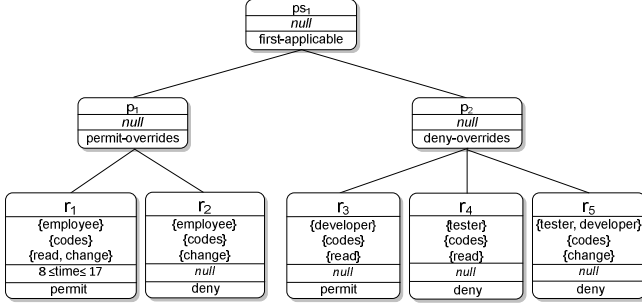 ps₁
null
first-applicable
p₁
null
permit-overrides
p₂
null
deny-overrides
r₁
{employee}
{codes}
{read, change}
8 ≤time≤ 17
permit
r₂
{employee}
{codes}
{change}
null
deny
r₃
{developer}
{codes}
{read}
null
permit
r₄
{tester}
{codes}
{read}
null
deny
r₅
{tester, developer}
{codes}
{change}
null
deny